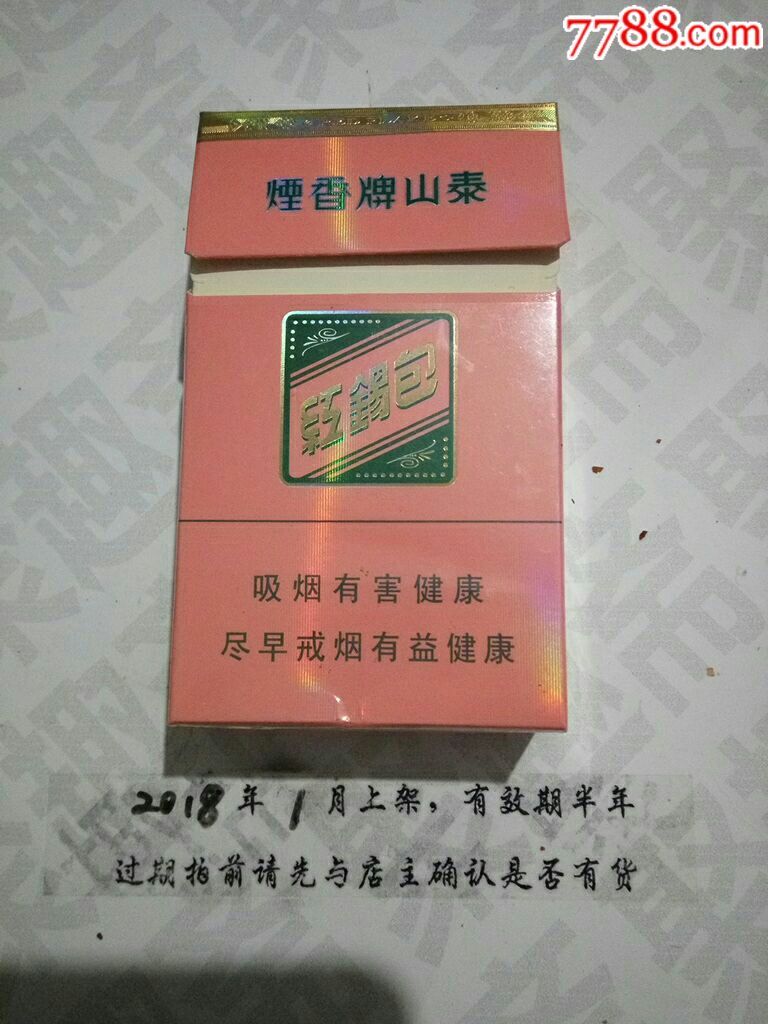 7788.com
煙香牌山泰
紅錫包
吸烟有害健康
尽早戒烟有益健康
2018年1月上架，有效期半年
过期拍前请先与店主确认是否有货